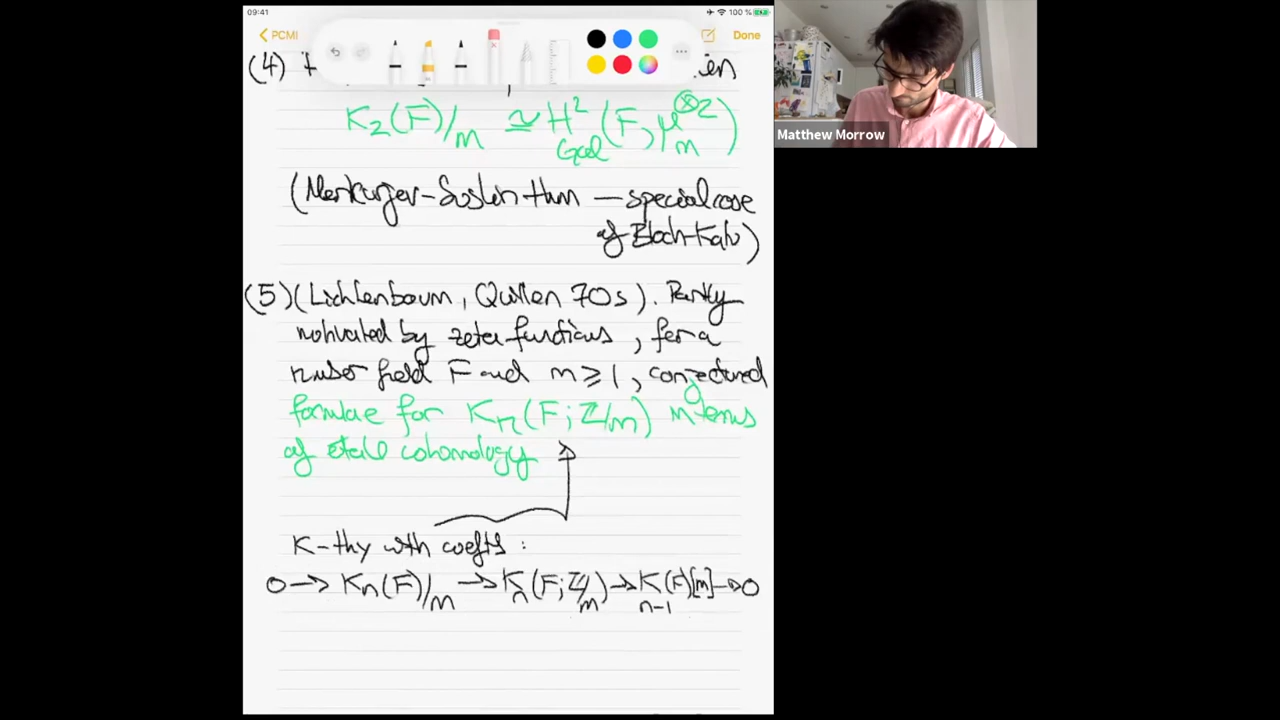 09:41
100 %
PCMI
Done
(4)
K₂(F)/m ≅ H²Gal(F, μm⊗2)
(Merkurjev-Suslin thm — special case
of Bloch-Kato)
(5) (Lichtenbaum, Quillen 70s). Partly
motivated by zeta functions, for a
number field F and m ≥ 1, conjectured
formulae for Kn(F; ℤ/m) in terms
of étale cohomology
K-thy with coeffs :
0 → Kn(F)/m → Kn(F; ℤ/m) → Kn-1(F)[m] → 0
Matthew Morrow